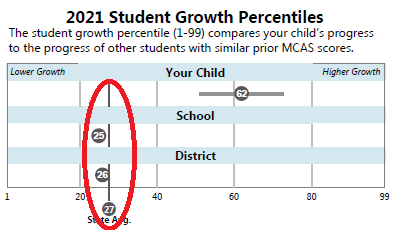 2021 Student Growth Percentiles
The student growth percentile (1-99) compares your child's progress
to the progress of other students with similar prior MCAS scores.
Lower Growth Your Child Higher Growth
62
School
25
District
26
1 20 40 60 80 99
27
State Avg.